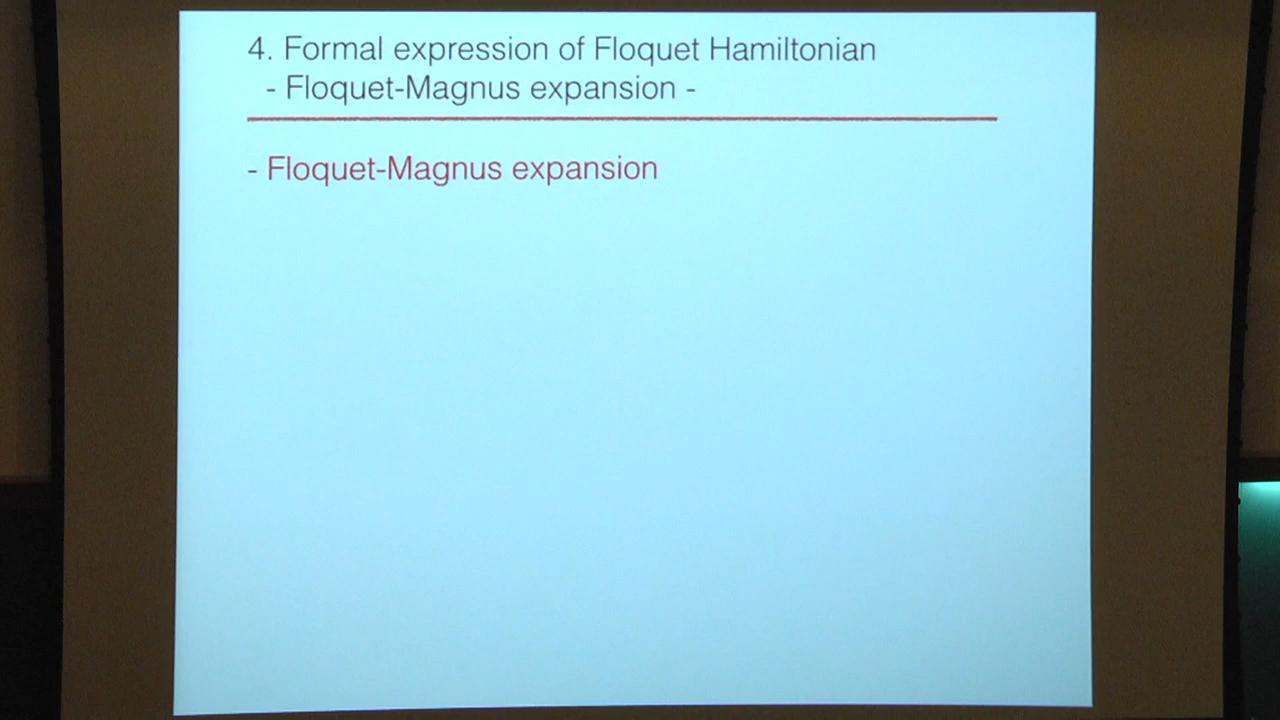 4. Formal expression of Floquet Hamiltonian
- Floquet-Magnus expansion -
- Floquet-Magnus expansion